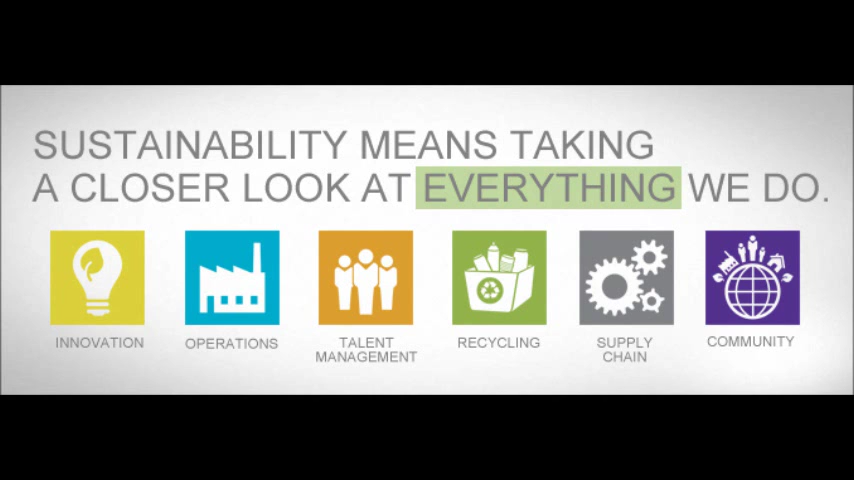 SUSTAINABILITY MEANS TAKING
A CLOSER LOOK AT EVERYTHING WE DO.
INNOVATION
OPERATIONS
TALENT
MANAGEMENT
RECYCLING
SUPPLY
CHAIN
COMMUNITY